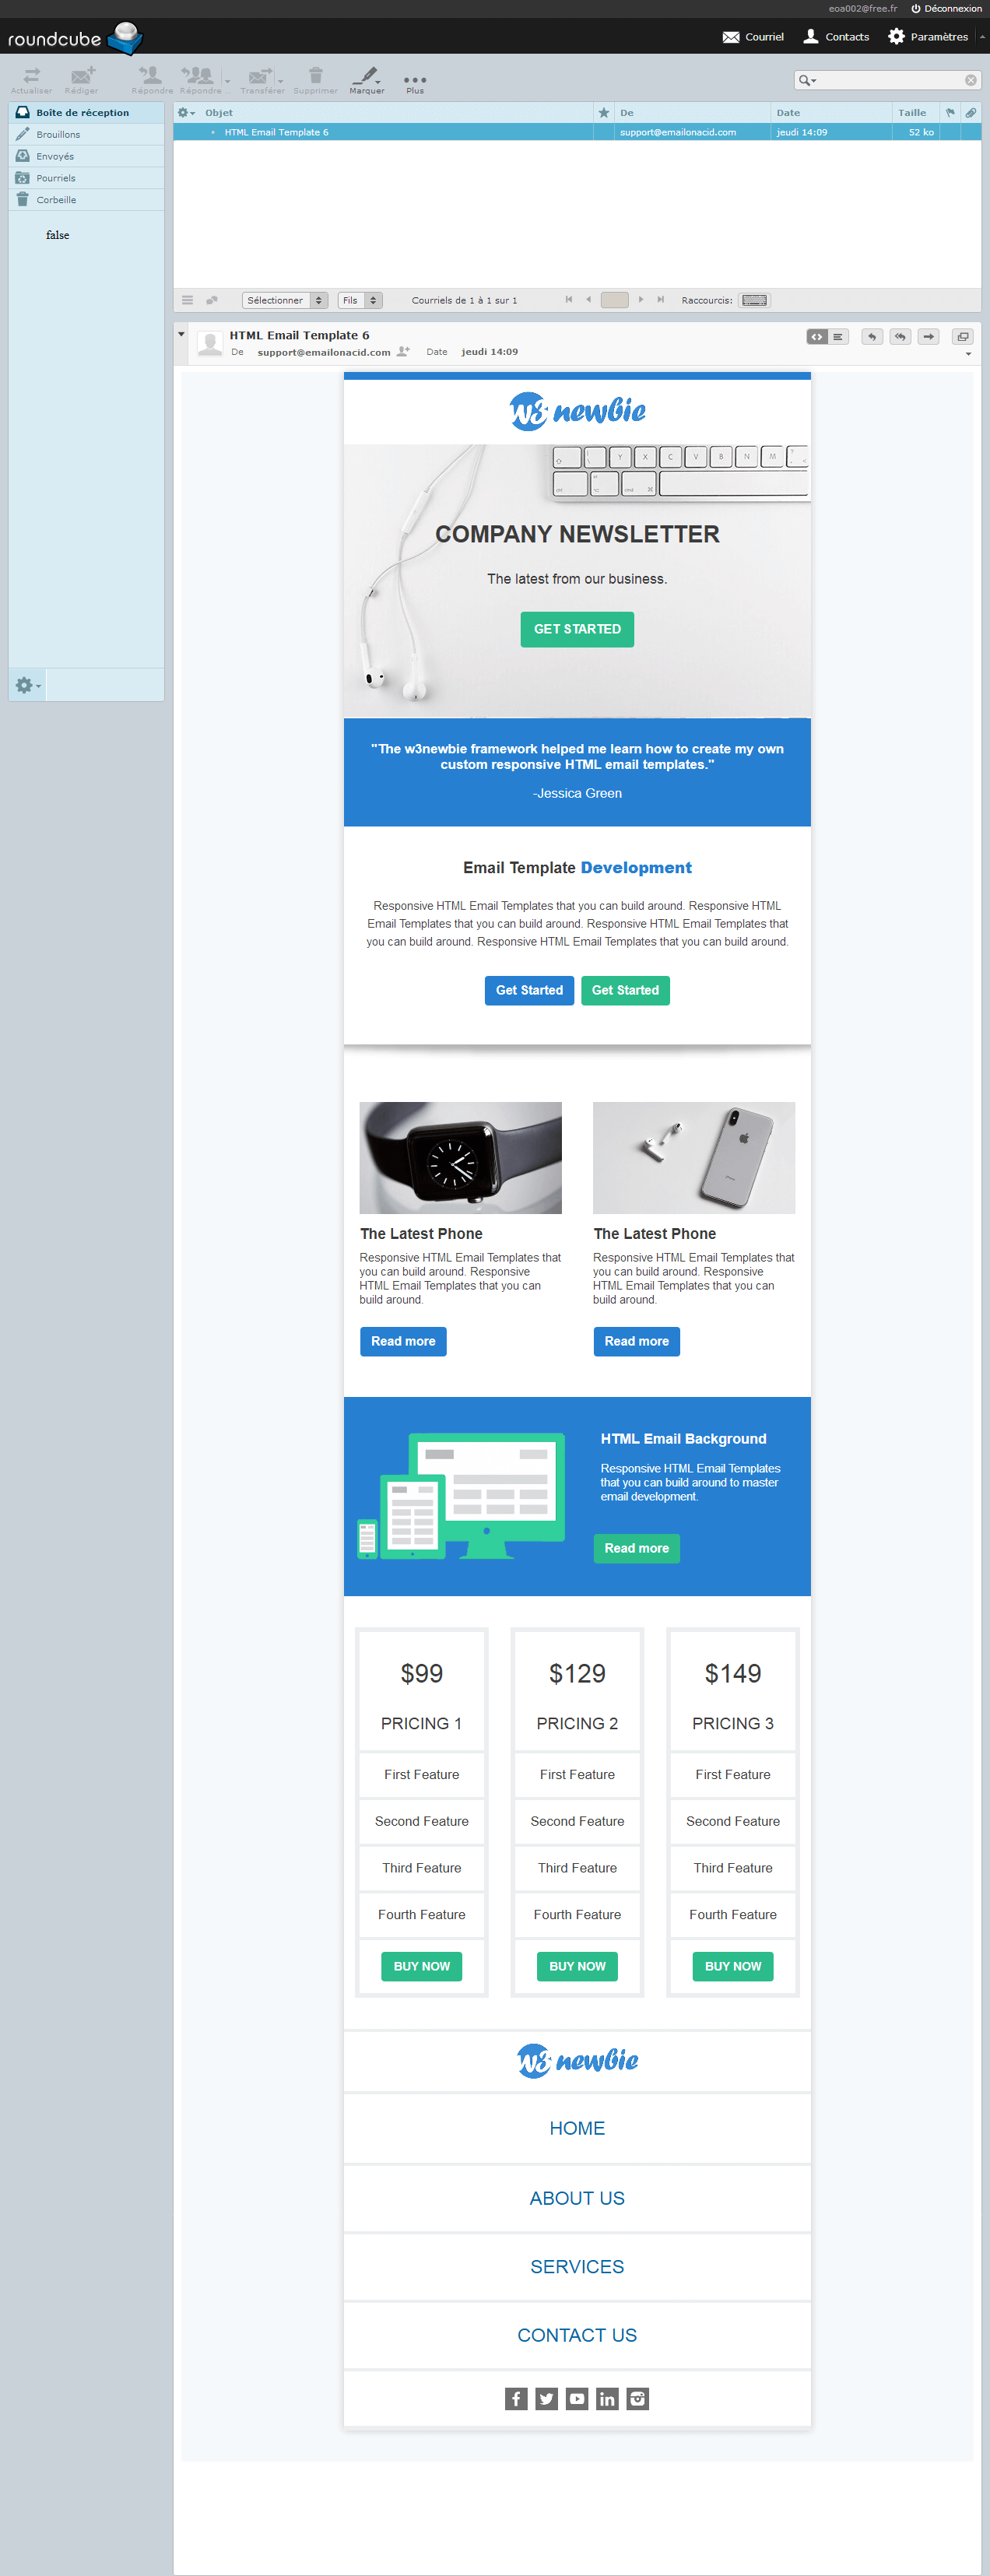 eoa002@free.fr Déconnexion
roundcube
Courriel Contacts Paramètres
Actualiser Rédiger Répondre Répondre ... Transférer Supprimer Marquer Plus
Boîte de réception
Brouillons
Envoyés
Pourriels
Corbeille
false
Objet De Date Taille
HTML Email Template 6 support@emailonacid.com jeudi 14:09 52 ko
Sélectionner Fils Courriels de 1 à 1 sur 1 Raccourcis:
HTML Email Template 6
De support@emailonacid.com Date jeudi 14:09
w3 newbie
COMPANY NEWSLETTER
The latest from our business.
GET STARTED
"The w3newbie framework helped me learn how to create my own
custom responsive HTML email templates."
-Jessica Green
Email Template Development
Responsive HTML Email Templates that you can build around. Responsive HTML
Email Templates that you can build around. Responsive HTML Email Templates that
you can build around. Responsive HTML Email Templates that you can build around.
Get Started Get Started
The Latest Phone
Responsive HTML Email Templates that
you can build around. Responsive
HTML Email Templates that you can
build around.
Read more
The Latest Phone
Responsive HTML Email Templates that
you can build around. Responsive
HTML Email Templates that you can
build around.
Read more
HTML Email Background
Responsive HTML Email Templates
that you can build around to master
email development.
Read more
$99
PRICING 1
First Feature
Second Feature
Third Feature
Fourth Feature
BUY NOW
$129
PRICING 2
First Feature
Second Feature
Third Feature
Fourth Feature
BUY NOW
$149
PRICING 3
First Feature
Second Feature
Third Feature
Fourth Feature
BUY NOW
w3 newbie
HOME
ABOUT US
SERVICES
CONTACT US